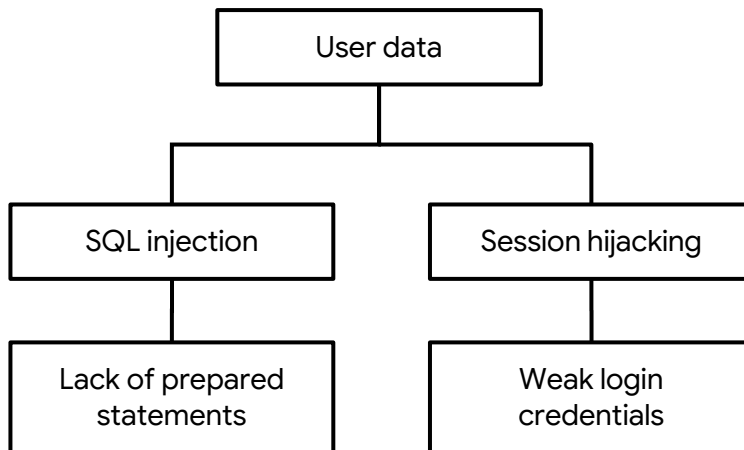 User data
SQL injection
Session hijacking
Lack of prepared
statements
Weak login
credentials